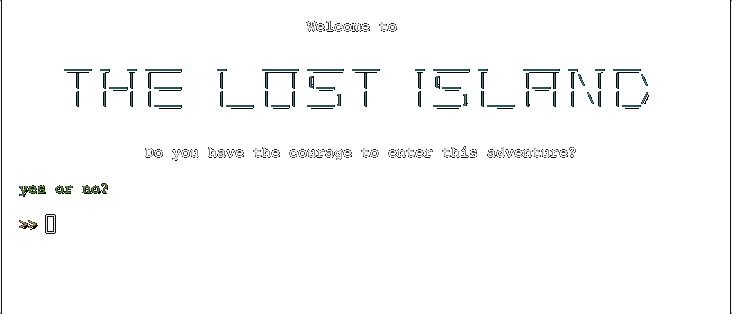 Welcome to
THE LOST ISLAND
Do you have the courage to enter this adventure?
yes or no?
>>